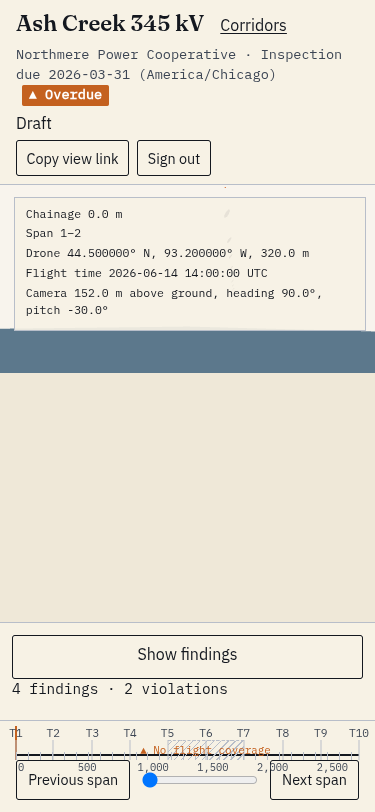 Ash Creek 345 kV Corridors
Northmere Power Cooperative · Inspection
due 2026-03-31 (America/Chicago)
▲ Overdue
Draft
Copy view link Sign out
Chainage 0.0 m
Span 1–2
Drone 44.500000° N, 93.200000° W, 320.0 m
Flight time 2026-06-14 14:00:00 UTC
Camera 152.0 m above ground, heading 90.0°,
pitch -30.0°
Show findings
4 findings · 2 violations
T1 T2 T3 T4 T5 T6 T7 T8 T9 T10
▲ No flight coverage
0 500 1,000 1,500 2,000 2,500
Previous span Next span